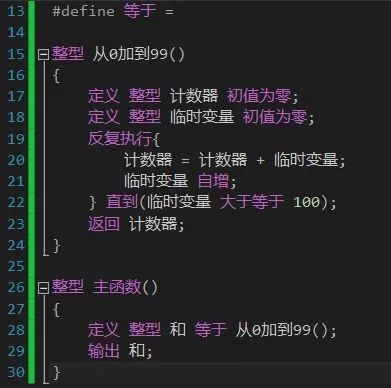 13 #define 等于 =
14
15 整型 从0加到99()
16 {
17 定义 整型 计数器 初值为零;
18 定义 整型 临时变量 初值为零;
19 反复执行{
20 计数器 = 计数器 + 临时变量;
21 临时变量 自增;
22 } 直到(临时变量 大于等于 100);
23 返回 计数器;
24 }
25
26 整型 主函数()
27 {
28 定义 整型 和 等于 从0加到99();
29 输出 和;
30 }